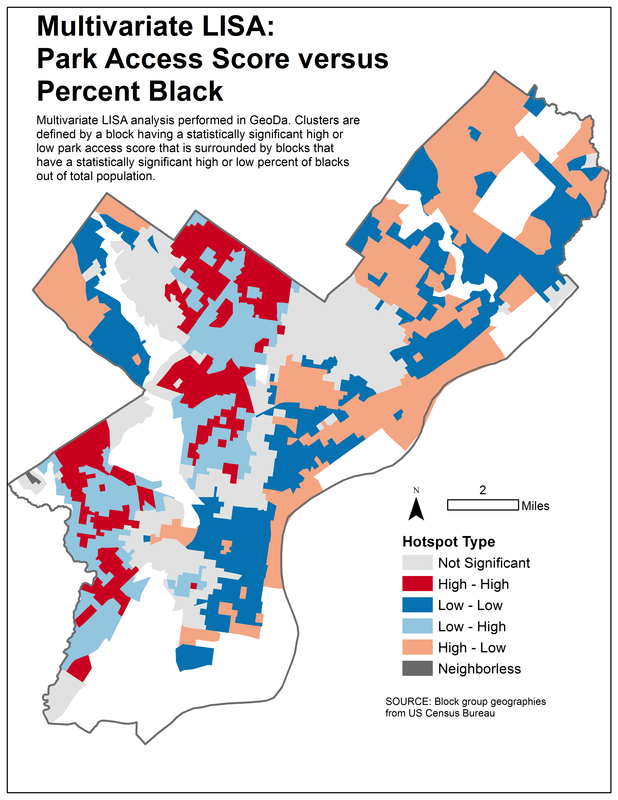 Multivariate LISA:
Park Access Score versus
Percent Black
Multivariate LISA analysis performed in GeoDa. Clusters are
defined by a block having a statistically significant high or
low park access score that is surrounded by blocks that
have a statistically significant high or low percent of blacks
out of total population.
N
2
Miles
Hotspot Type
Not Significant
High - High
Low - Low
Low - High
High - Low
Neighborless
SOURCE: Block group geographies
from US Census Bureau